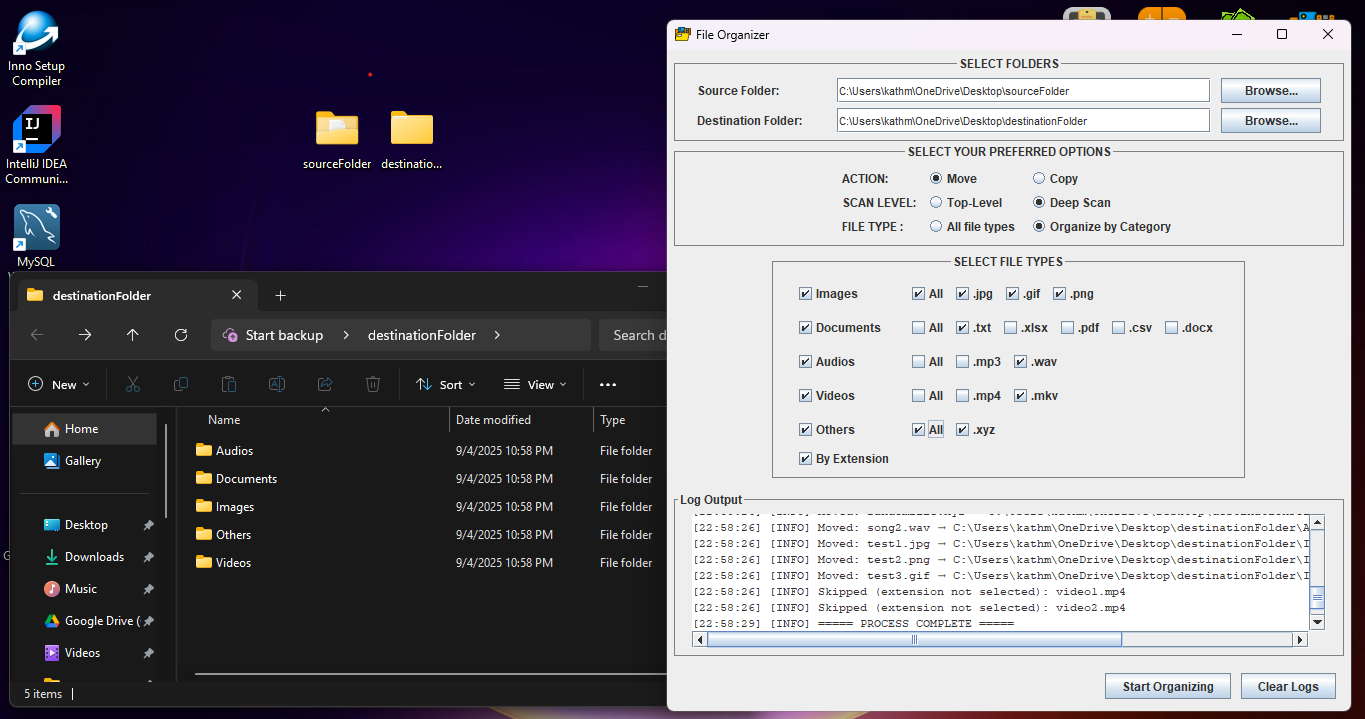 Inno Setup
Compiler
IntelliJ IDEA
Communi...
MySQL
sourceFolder
destinatio...
destinationFolder
Start backup
destinationFolder
Search d
New
Sort
View
Home
Gallery
Desktop
Downloads
Music
Google Drive (
Videos
Name
Date modified
Type
Audios 9/4/2025 10:58 PM File folder
Documents 9/4/2025 10:58 PM File folder
Images 9/4/2025 10:58 PM File folder
Others 9/4/2025 10:58 PM File folder
Videos 9/4/2025 10:58 PM File folder
5 items
File Organizer
SELECT FOLDERS
Source Folder: C:\Users\kathm\OneDrive\Desktop\sourceFolder Browse...
Destination Folder: C:\Users\kathm\OneDrive\Desktop\destinationFolder Browse...
SELECT YOUR PREFERRED OPTIONS
ACTION: Move Copy
SCAN LEVEL: Top-Level Deep Scan
FILE TYPE : All file types Organize by Category
SELECT FILE TYPES
Images All .jpg .gif .png
Documents All .txt .xlsx .pdf .csv .docx
Audios All .mp3 .wav
Videos All .mp4 .mkv
Others All .xyz
By Extension
Log Output
[22:58:26] [INFO] Moved: song2.wav → C:\Users\kathm\OneDrive\Desktop\destinationFolder\A
[22:58:26] [INFO] Moved: test1.jpg → C:\Users\kathm\OneDrive\Desktop\destinationFolder\I
[22:58:26] [INFO] Moved: test2.png → C:\Users\kathm\OneDrive\Desktop\destinationFolder\I
[22:58:26] [INFO] Moved: test3.gif → C:\Users\kathm\OneDrive\Desktop\destinationFolder\I
[22:58:26] [INFO] Skipped (extension not selected): video1.mp4
[22:58:26] [INFO] Skipped (extension not selected): video2.mp4
[22:58:29] [INFO] ===== PROCESS COMPLETE =====
Start Organizing
Clear Logs